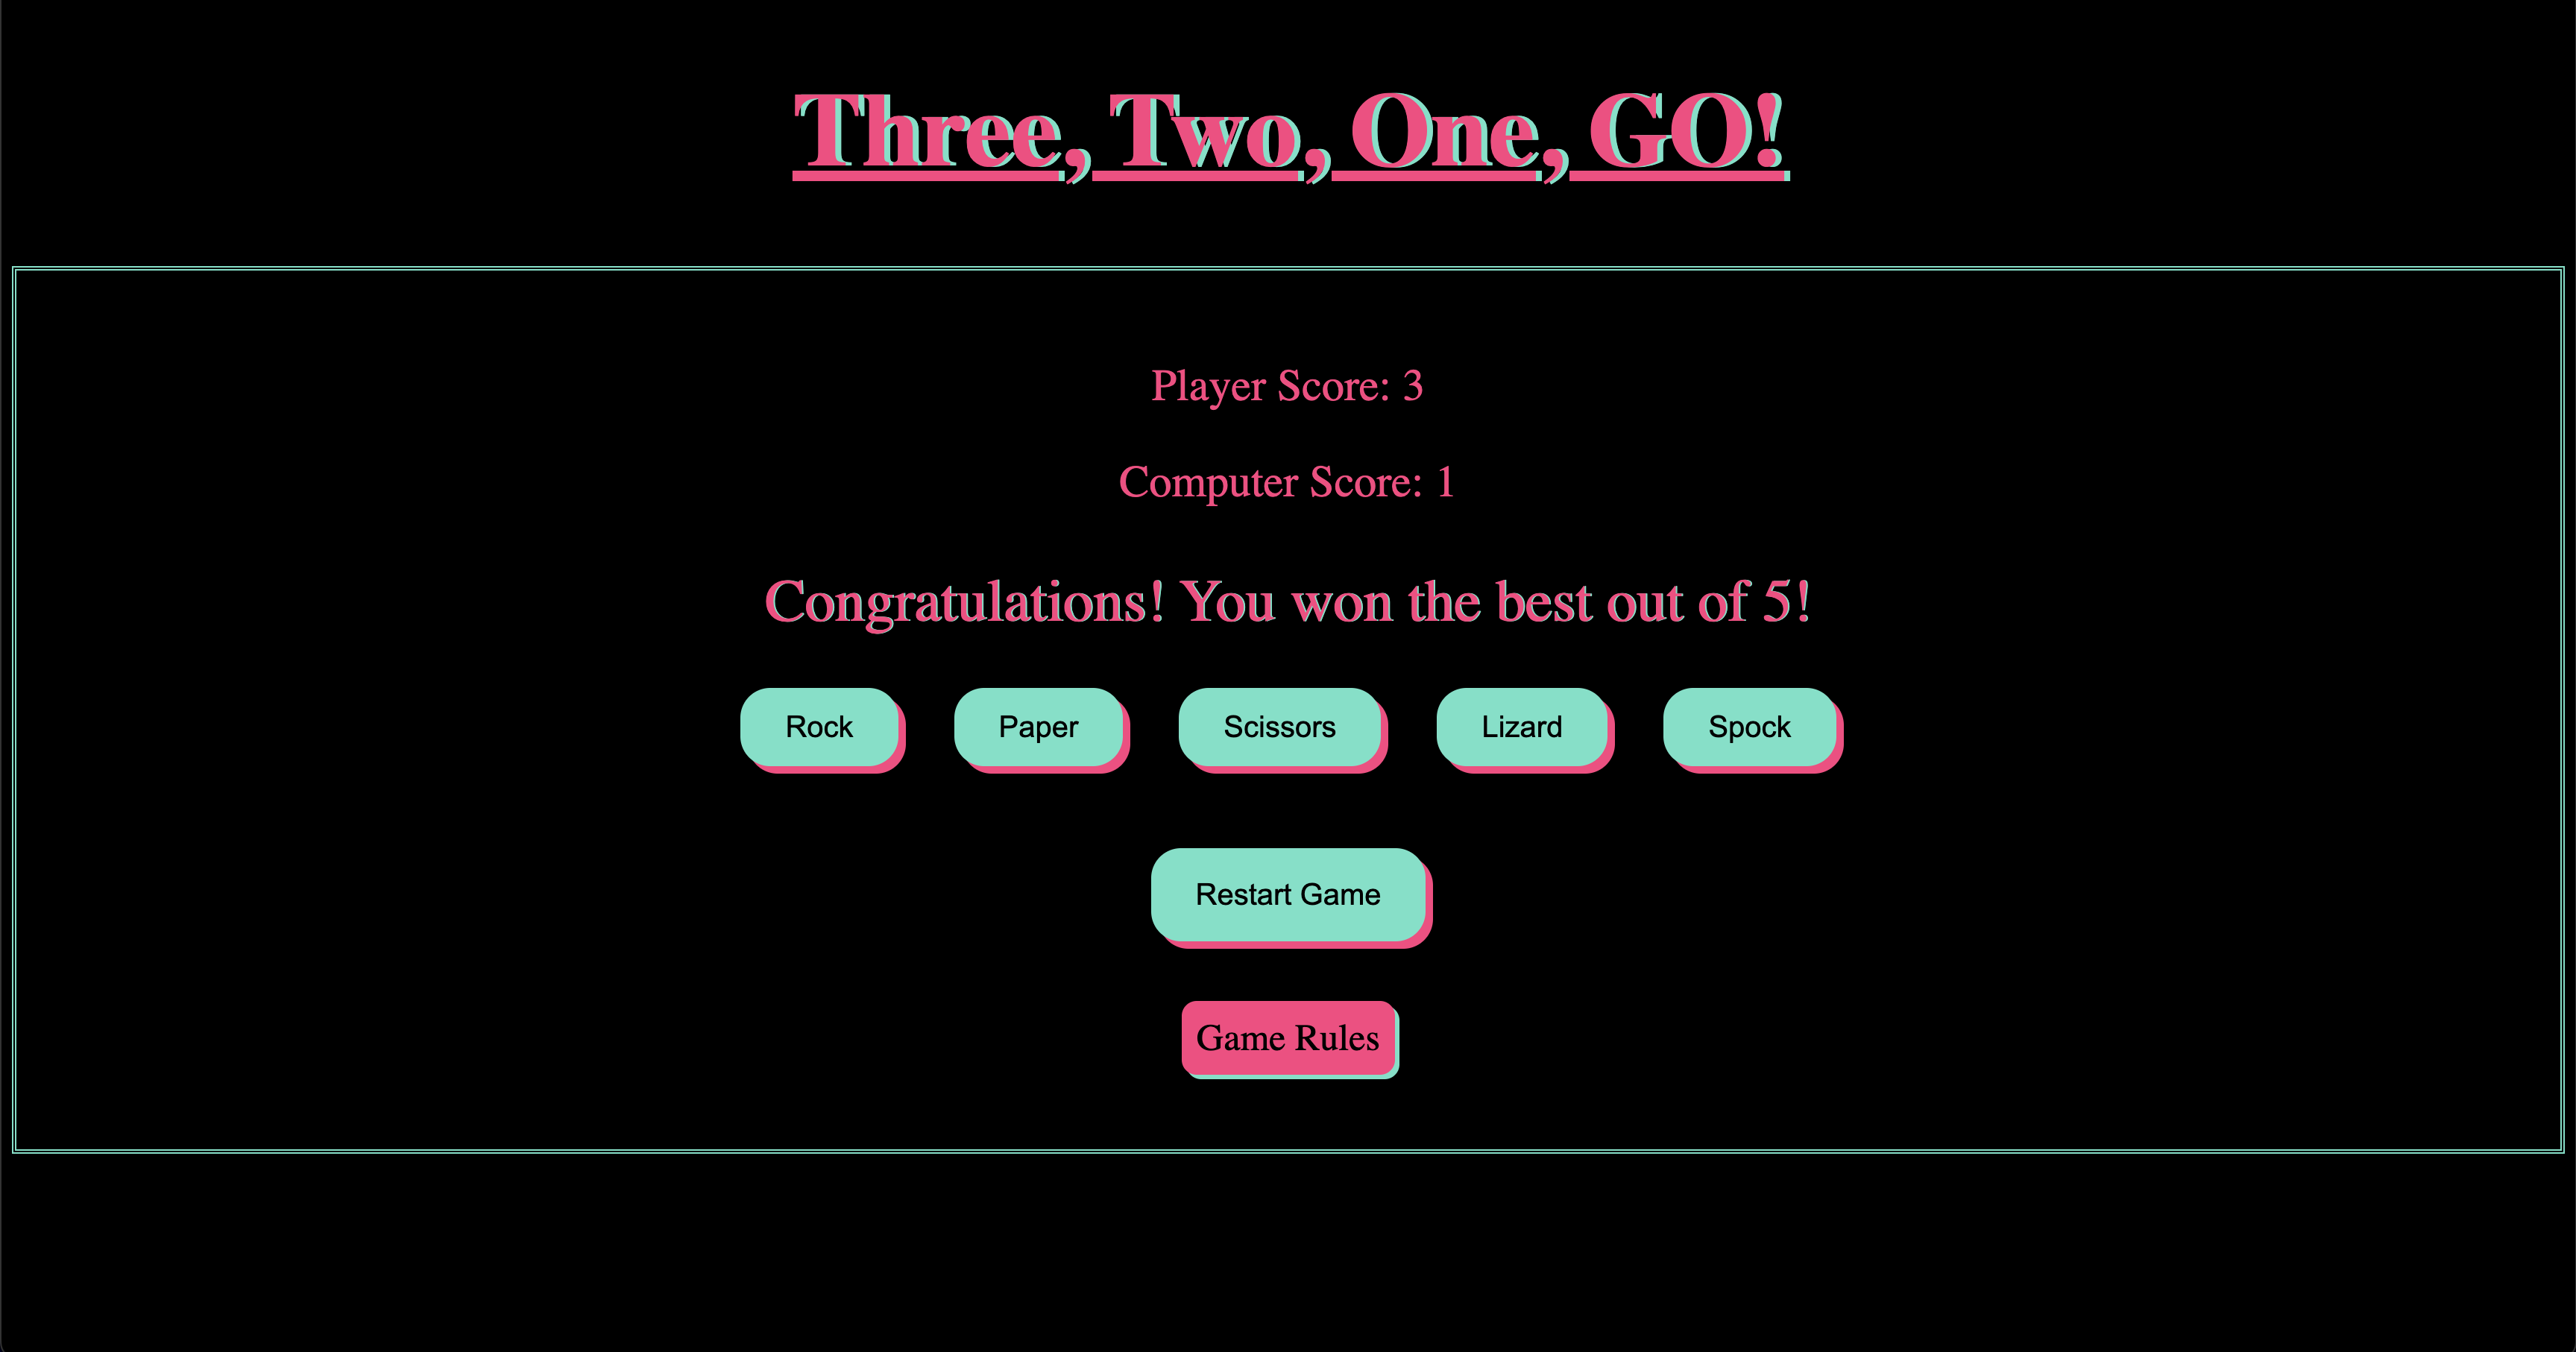 Three, Two, One, GO!
Player Score: 3
Computer Score: 1
Congratulations! You won the best out of 5!
Rock Paper Scissors Lizard Spock
Restart Game
Game Rules